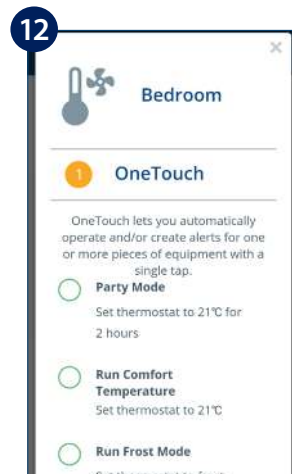 12
×
Bedroom
1 OneTouch
OneTouch lets you automatically
operate and/or create alerts for one
or more pieces of equipment with a
single tap.
Party Mode
Set thermostat to 21°C for
2 hours
Run Comfort
Temperature
Set thermostat to 21°C
Run Frost Mode